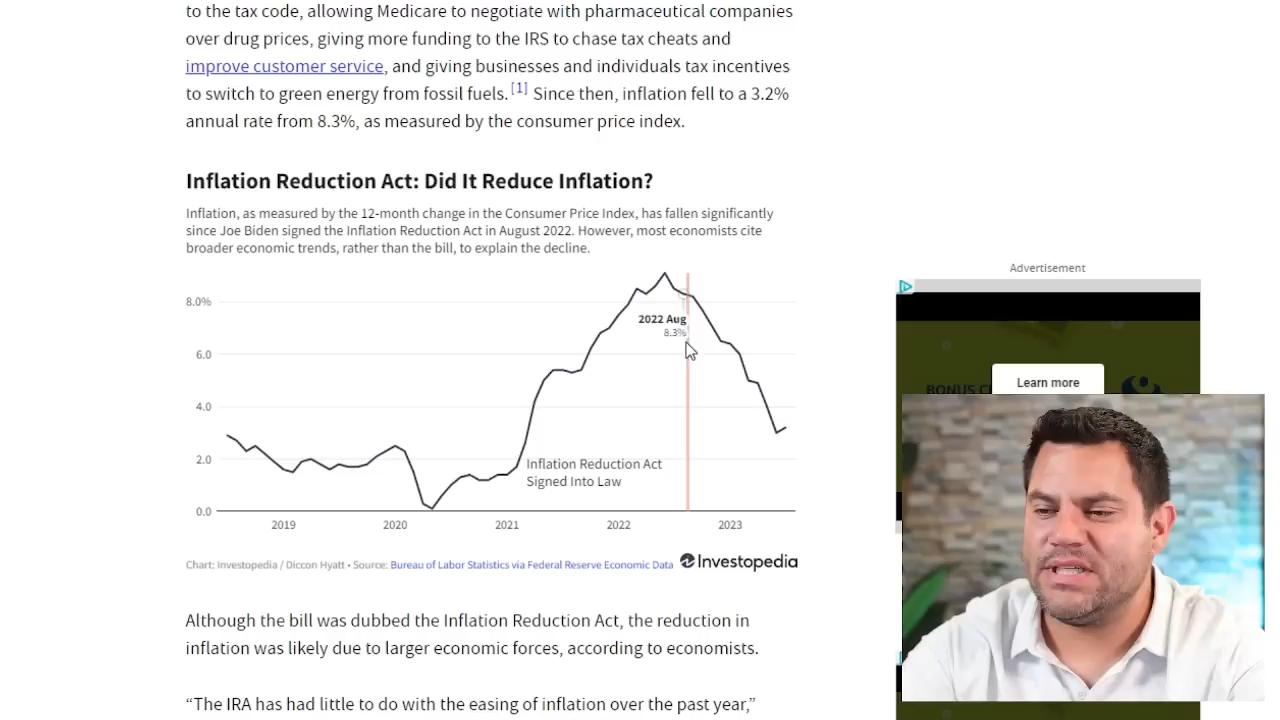 to the tax code, allowing Medicare to negotiate with pharmaceutical companies
over drug prices, giving more funding to the IRS to chase tax cheats and
improve customer service, and giving businesses and individuals tax incentives
to switch to green energy from fossil fuels.[1] Since then, inflation fell to a 3.2%
annual rate from 8.3%, as measured by the consumer price index.
Inflation Reduction Act: Did It Reduce Inflation?
Inflation, as measured by the 12-month change in the Consumer Price Index, has fallen significantly
since Joe Biden signed the Inflation Reduction Act in August 2022. However, most economists cite
broader economic trends, rather than the bill, to explain the decline.
8.0%
2022 Aug
8.3%
6.0
4.0
2.0
Inflation Reduction Act
Signed Into Law
0.0
2019 2020 2021 2022 2023
Chart: Investopedia / Diccon Hyatt • Source: Bureau of Labor Statistics via Federal Reserve Economic Data
Investopedia
Although the bill was dubbed the Inflation Reduction Act, the reduction in
inflation was likely due to larger economic forces, according to economists.
“The IRA has had little to do with the easing of inflation over the past year,”
Advertisement
Learn more